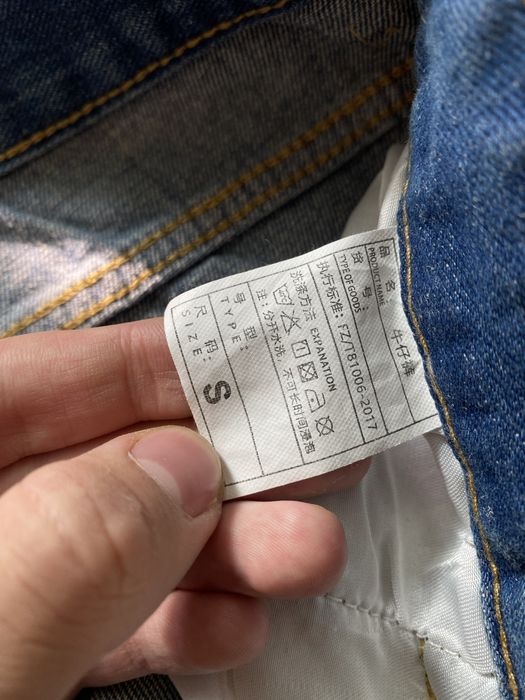 品 名: 牛仔裤
PRODUCTNAME
货 号:
TYPE OF GOODS
执行标准: FZ/T81006-2017
洗涤方法 EXPANATION
注: 分开水洗, 不可长时间浸泡
号 型:
TYPE:
尺 码: S
SIZE: